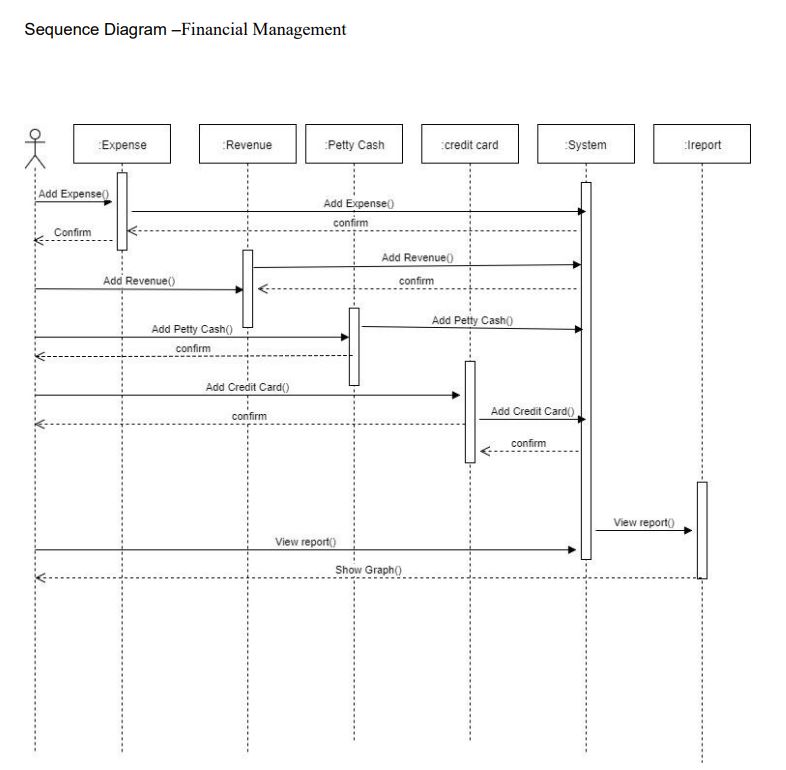 Sequence Diagram –Financial Management
:Expense
:Revenue
:Petty Cash
:credit card
:System
:Ireport
Add Expense()
Add Expense()
confirm
Confirm
Add Revenue()
Add Revenue()
confirm
Add Petty Cash()
Add Petty Cash()
confirm
Add Credit Card()
confirm
Add Credit Card()
confirm
View report()
View report()
Show Graph()